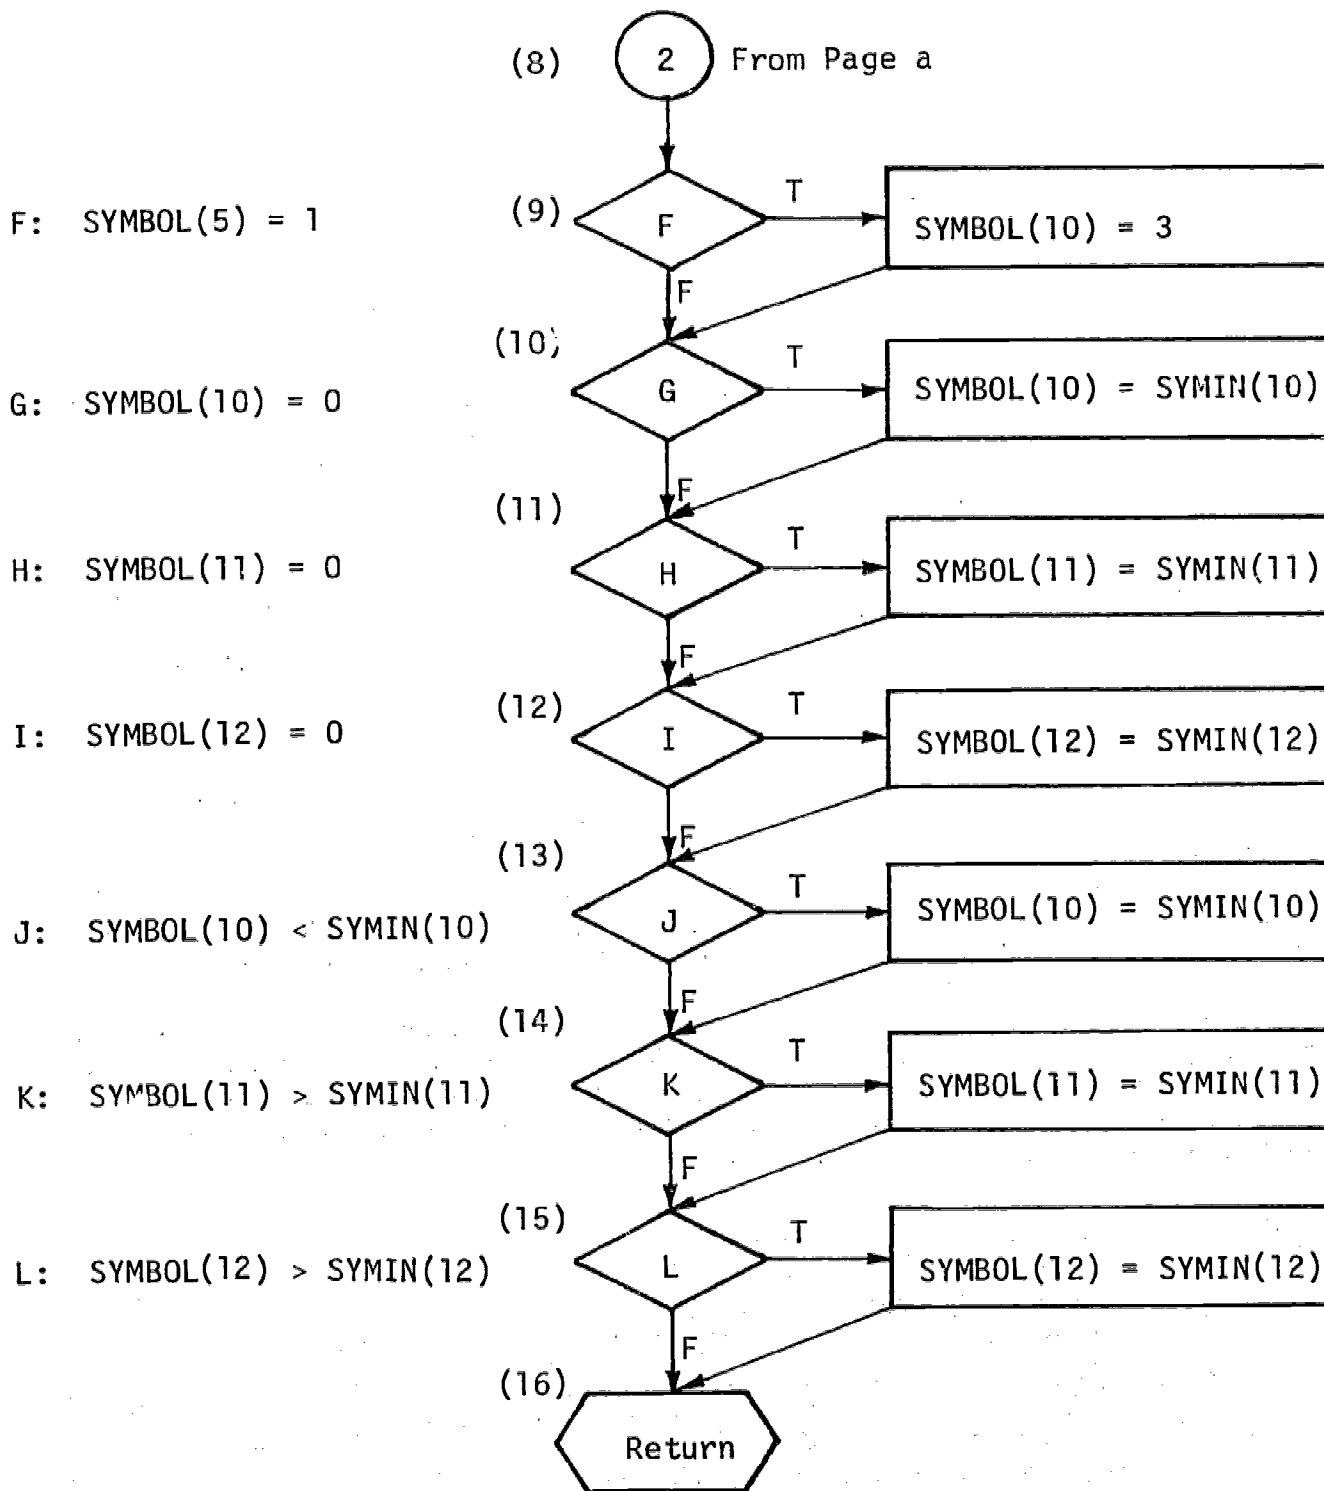 (8) 2 From Page a
T
F: SYMBOL(5) = 1 (9) F SYMBOL(10) = 3
F
(10)
T
G: SYMBOL(10) = 0 G SYMBOL(10) = SYMIN(10)
F
(11)
T
H: SYMBOL(11) = 0 H SYMBOL(11) = SYMIN(11)
F
(12) T
I: SYMBOL(12) = 0 I SYMBOL(12) = SYMIN(12)
F
(13)
T
J: SYMBOL(10) < SYMIN(10) J SYMBOL(10) = SYMIN(10)
F
(14)
T
K: SYMBOL(11) > SYMIN(11) K SYMBOL(11) = SYMIN(11)
F
(15)
T
L: SYMBOL(12) > SYMIN(12) L SYMBOL(12) = SYMIN(12)
F
(16)
Return